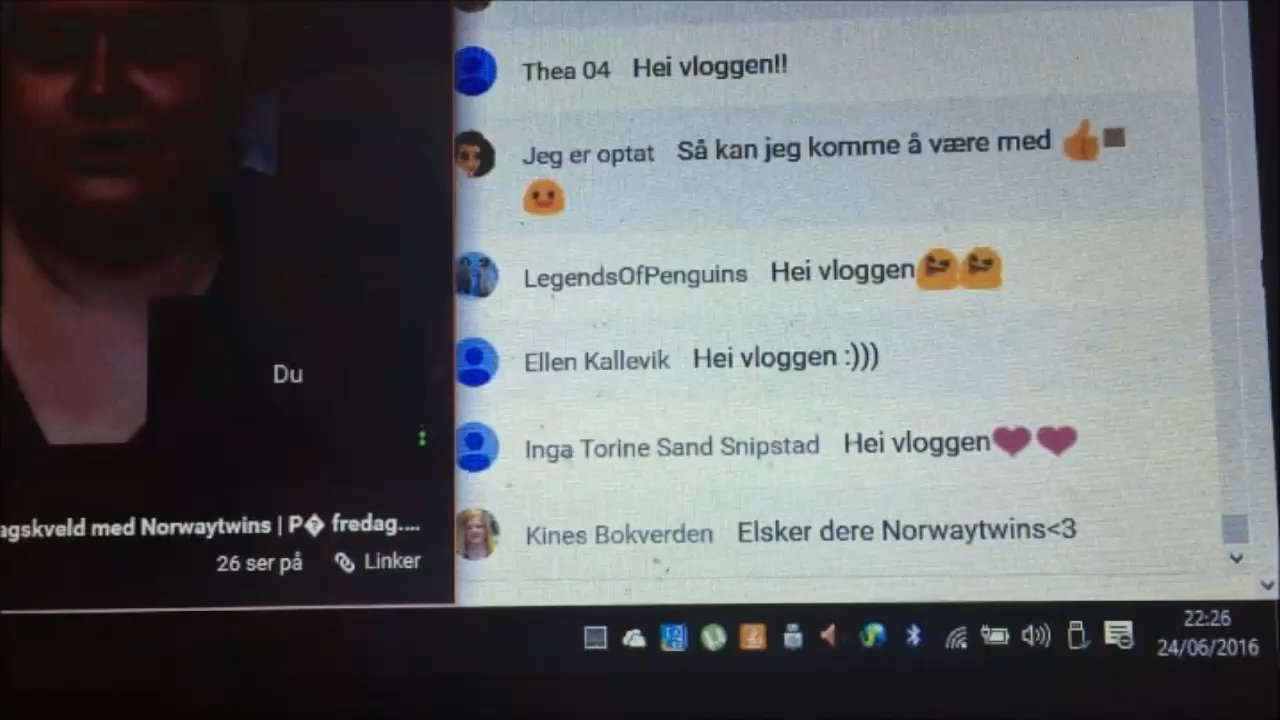 Thea 04 Hei vloggen!!
Jeg er optat Så kan jeg komme å være med 👍
LegendsOfPenguins Hei vloggen
Ellen Kallevik Hei vloggen :)))
Du
Inga Torine Sand Snipstad Hei vloggen❤❤
agskveld med Norwaytwins | P� fredag....
Kines Bokverden Elsker dere Norwaytwins<3
26 ser på Linker
22:26
24/06/2016